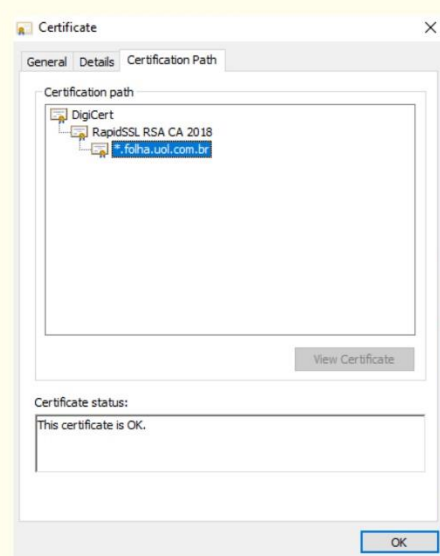 Certificate
General Details Certification Path
Certification path
DigiCert
RapidSSL RSA CA 2018
*.folha.uol.com.br
View Certificate
Certificate status:
This certificate is OK.
OK